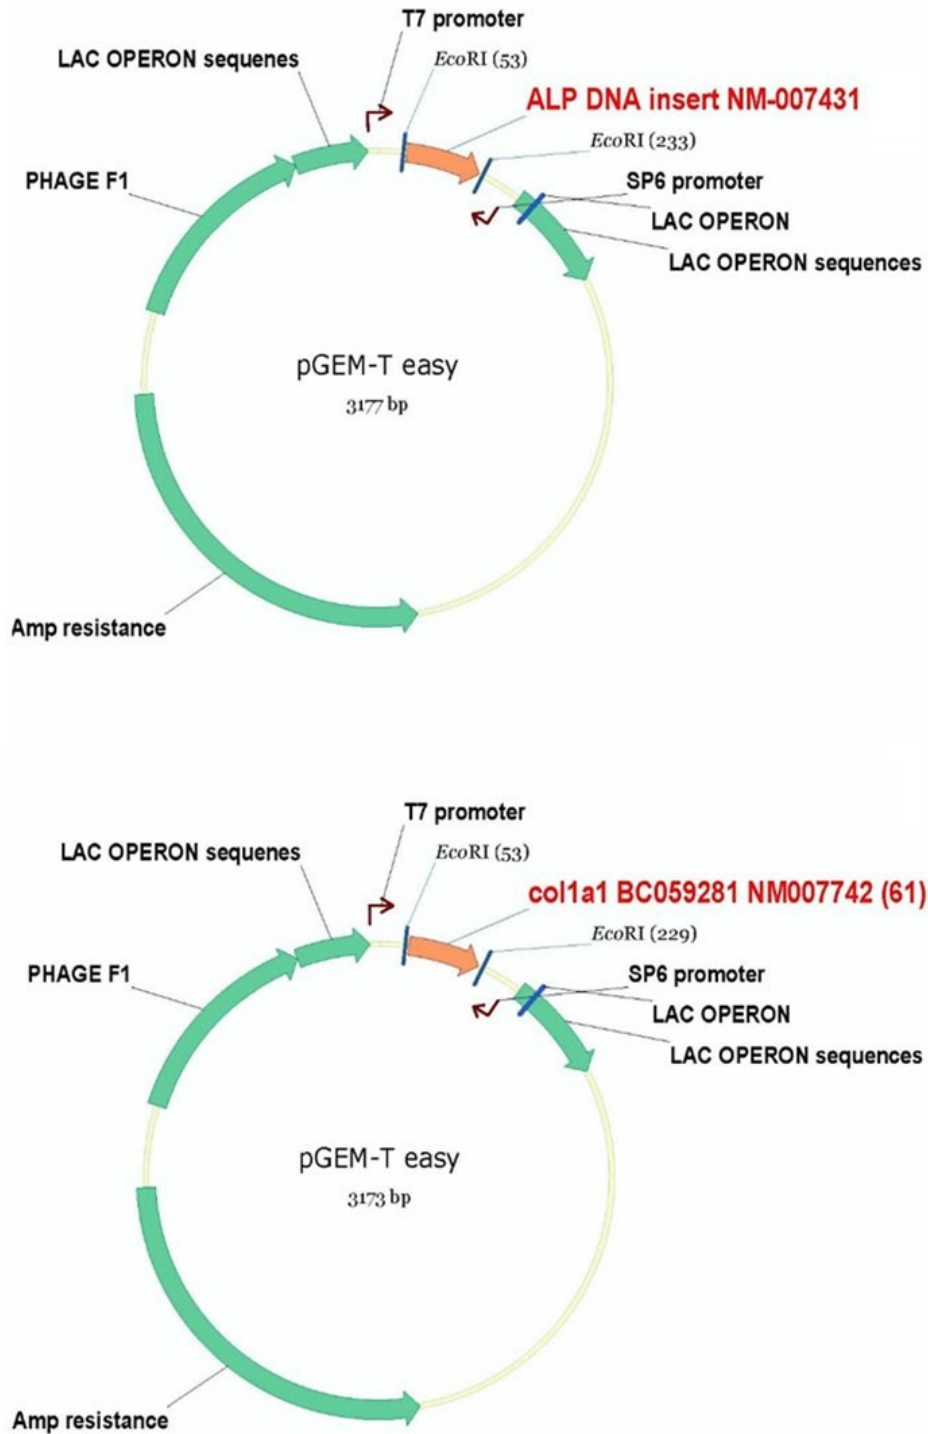 T7 promoter
LAC OPERON sequenes
EcoRI (53)
ALP DNA insert NM-007431
EcoRI (233)
PHAGE F1
SP6 promoter
LAC OPERON
LAC OPERON sequences
pGEM-T easy
3177 bp
Amp resistance
T7 promoter
LAC OPERON sequenes
EcoRI (53)
col1a1 BC059281 NM007742 (61)
EcoRI (229)
PHAGE F1
SP6 promoter
LAC OPERON
LAC OPERON sequences
pGEM-T easy
3173 bp
Amp resistance